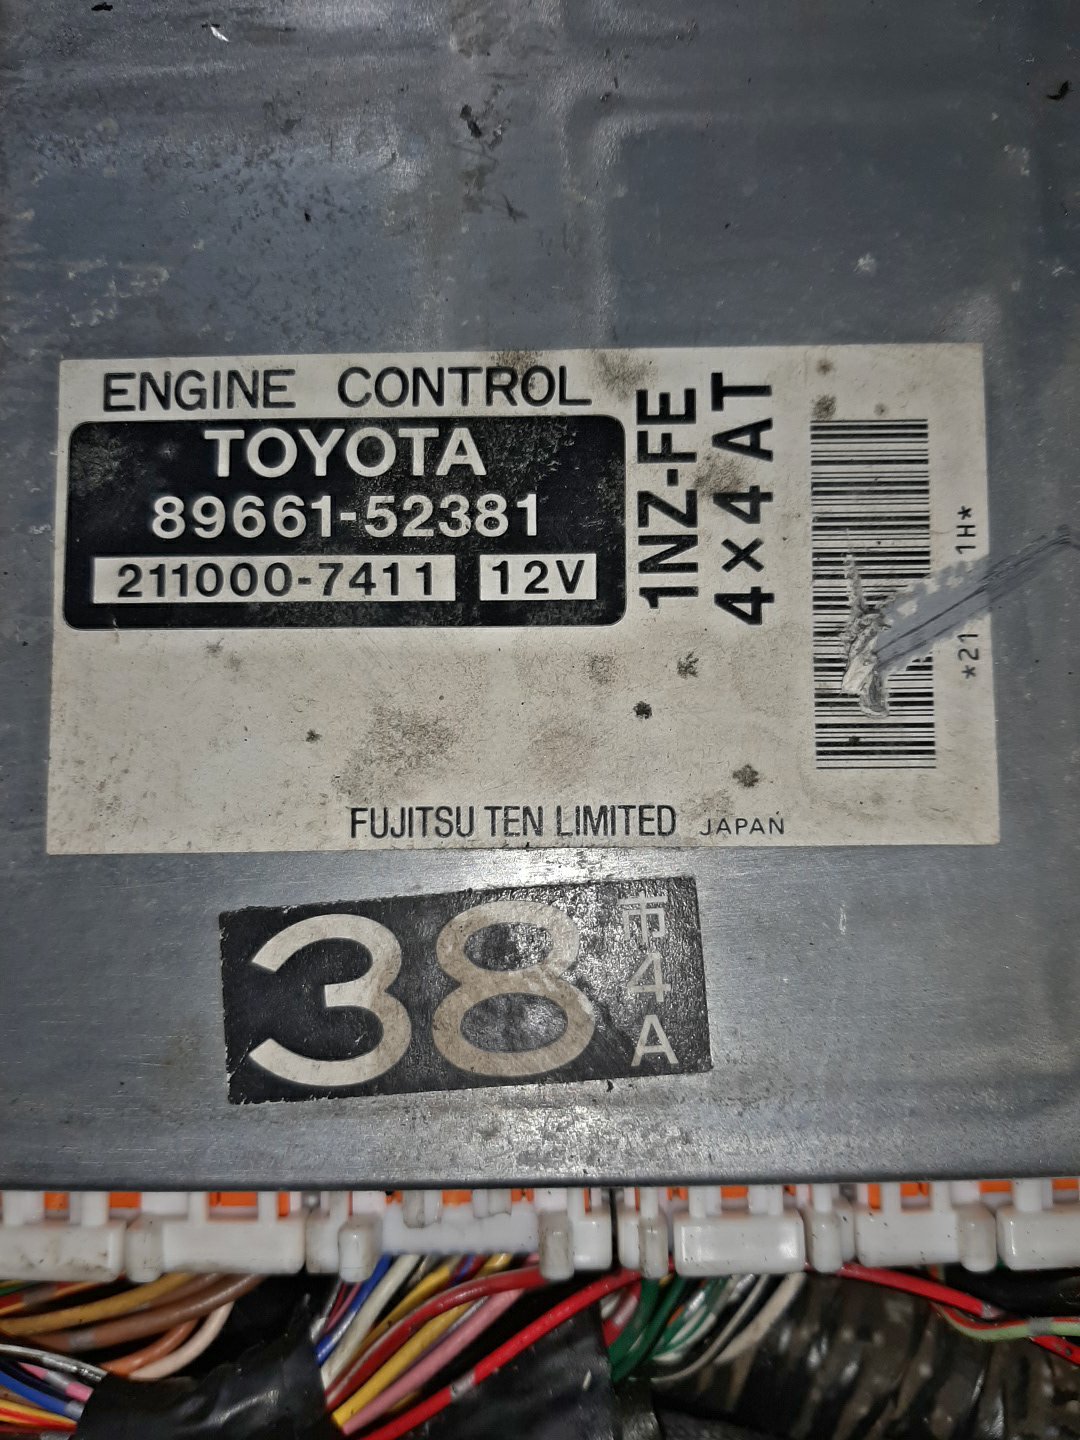 ENGINE CONTROL
TOYOTA
89661-52381
211000-7411 12V
1NZ-FE
4×4 AT
*21 1H*
FUJITSU TEN LIMITED JAPAN
38
市
4
A